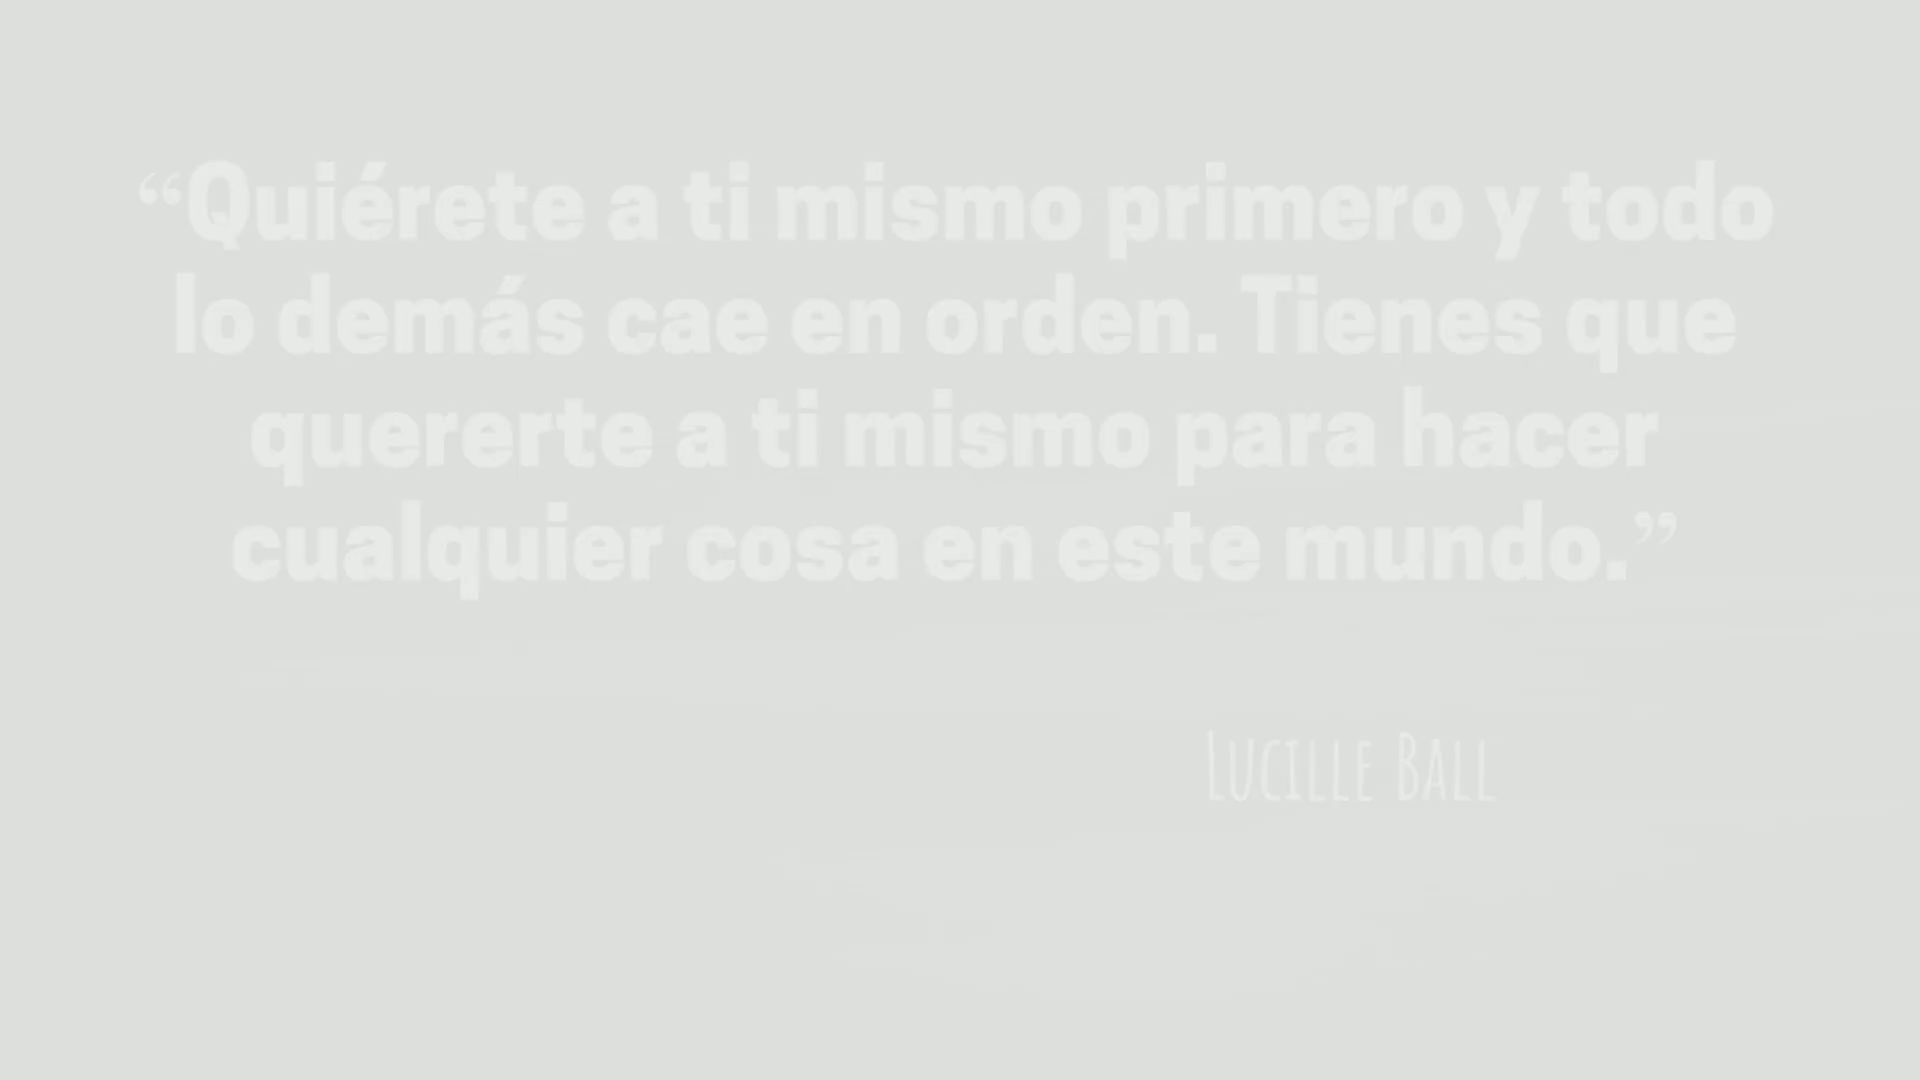 “Quiérete a ti mismo primero y todo
lo demás cae en orden. Tienes que
quererte a ti mismo para hacer
cualquier cosa en este mundo.”
Lucille Ball